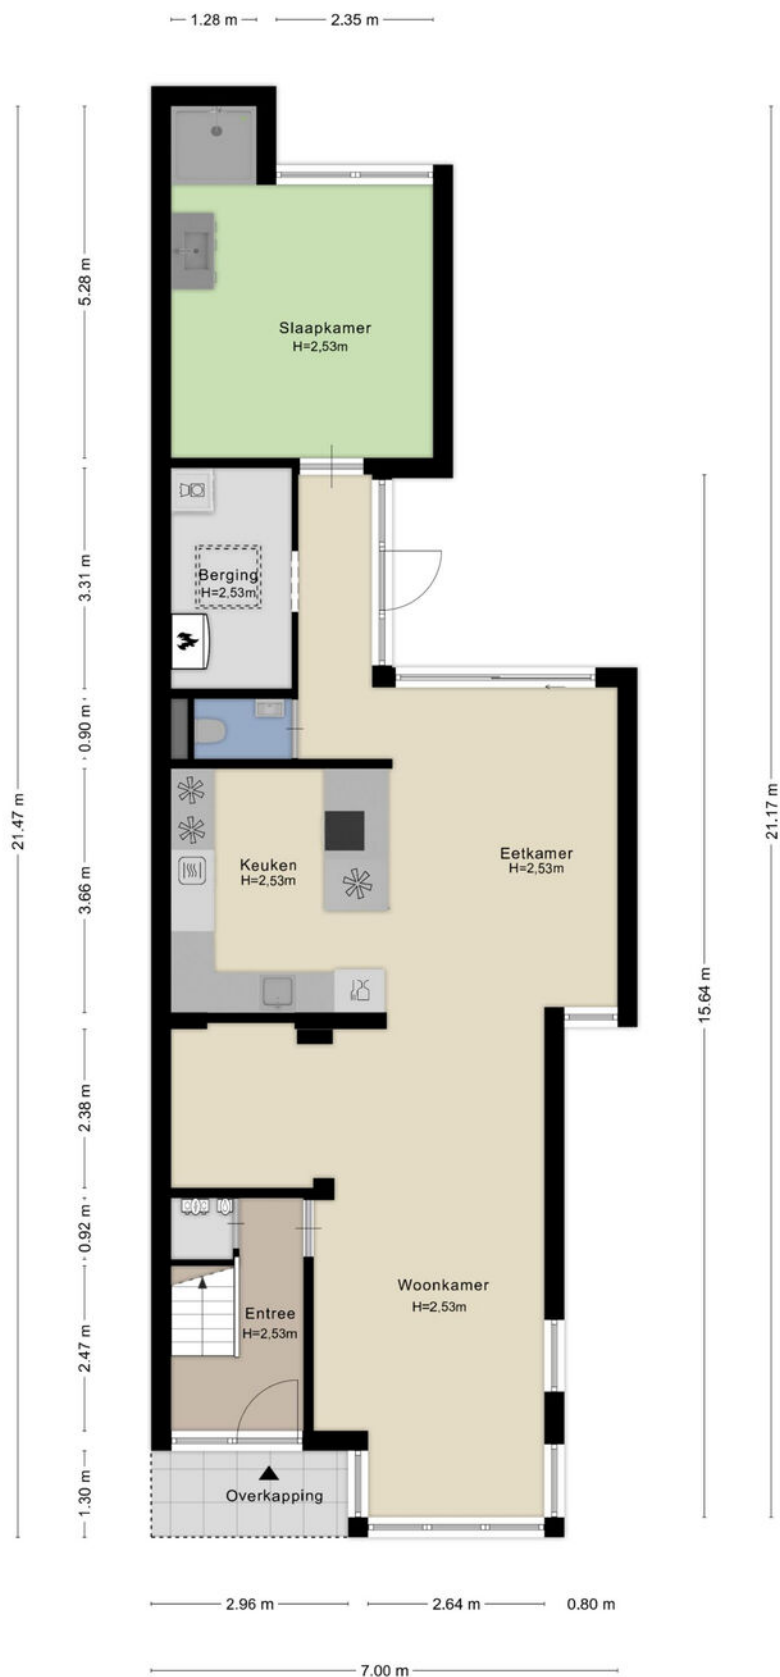 1.28 m
2.35 m
5.28 m
Slaapkamer
H=2,53m
3.31 m
Berging
H=2,53m
0.90 m
21.47 m
21.17 m
3.66 m
Keuken
H=2,53m
Eetkamer
H=2,53m
15.64 m
2.38 m
0.92 m
Woonkamer
H=2,53m
Entree
H=2,53m
2.47 m
1.30 m
Overkapping
2.96 m
2.64 m
0.80 m
7.00 m